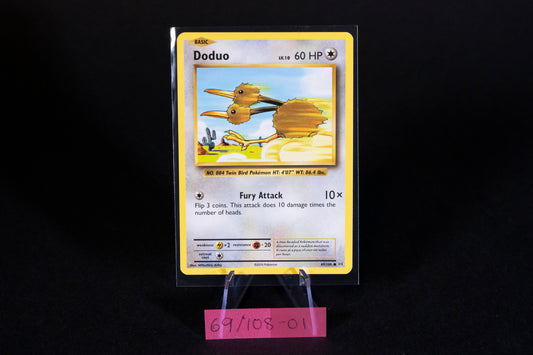 BASIC
Doduo
LV.10 60 HP
NO. 084 Twin Bird Pokémon HT: 4'07" WT: 86.4 lbs.
Fury Attack 10×
Flip 3 coins. This attack does 10 damage times the
number of heads.
weakness ×2 resistance -20
retreat cost
69/108-01